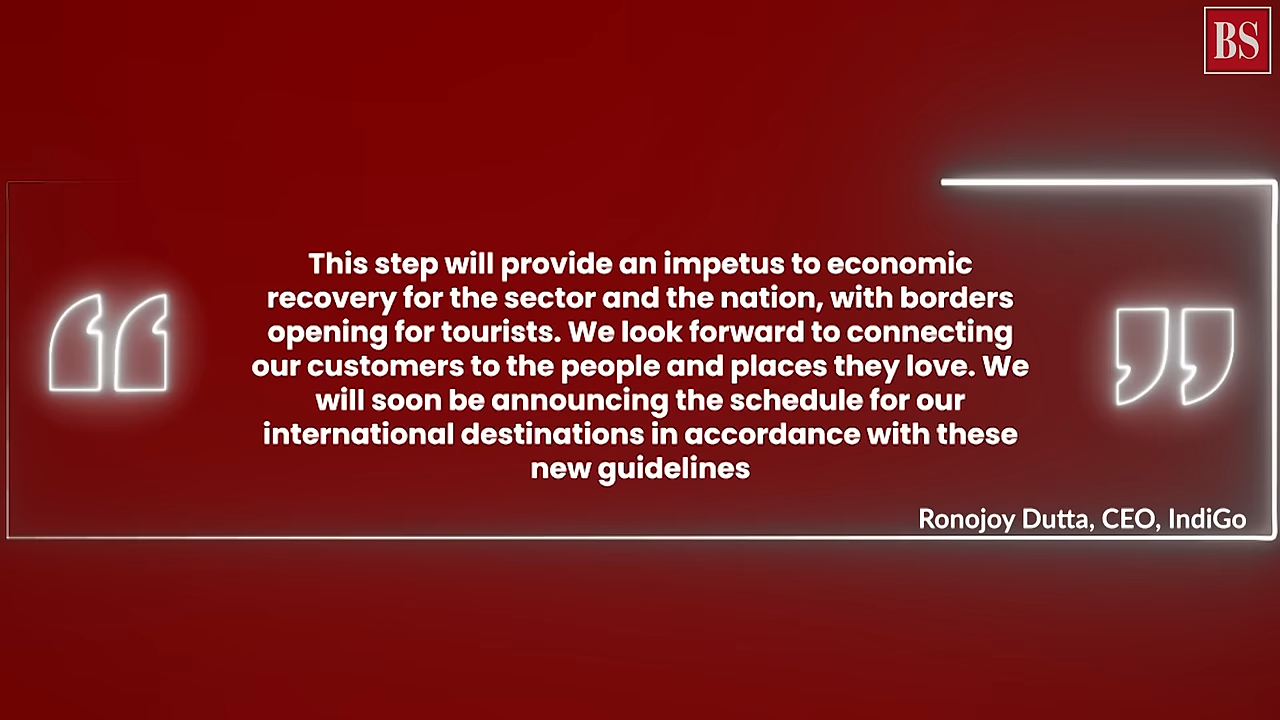 BS
This step will provide an impetus to economic
recovery for the sector and the nation, with borders
opening for tourists. We look forward to connecting
our customers to the people and places they love. We
will soon be announcing the schedule for our
international destinations in accordance with these
new guidelines
Ronojoy Dutta, CEO, IndiGo